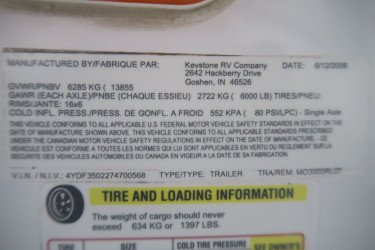 MANUFACTURED BY/FABRIQUE PAR: Keystone RV Company DATE: 6/12/2006
2642 Hackberry Drive
Goshen, IN 46526
GVWR/PNBV 6285 KG ( 13855
GAWR (EACH AXLE)/PNBE (CHAQUE ESSIEU) 2722 KG ( 6000 LB) TIRES/PNEU:
RIMS/JANTE: 16x6
COLD INFL. PRESS./PRESS. DE GONFL. A FROID 552 KPA ( 80 PSI/LPC) - Single Axle
THIS VEHICLE CONFORMS TO ALL APPLICABLE U.S. FEDERAL MOTOR VEHICLE SAFETY STANDARDS IN EFFECT ON THE
DATE OF MANUFACTURE SHOWN ABOVE. THIS VEHICLE CONFORMS TO ALL APPLICABLE STANDARDS PRESCRIBED
UNDER THE CANADIAN MOTOR VEHICLE SAFETY REGULATIONS IN EFFECT ON THE DATE OF MANUFACTURE. - CE
VEHICULE EST CONFORME A TOUTES LES NORMES QUI LUI SONT APPLICABLES EN VERTU DU REGLEMENT SUR LA
SECURITE DES VEHICULES AUTOMOBILES DU CANADA EN VIGUEUR A LA DATE DE SA FABRICATION.
V.I.N. / N.I.V.: 4YDF3502274700568 TYPE/TYPE: TRAILER TRA/REM:
TIRE AND LOADING INFORMATION
The weight of cargo should never
exceed 634 KG or 1397 LBS.
TIRE SIZE COLD TIRE PRESSURE SEE OWNER'S